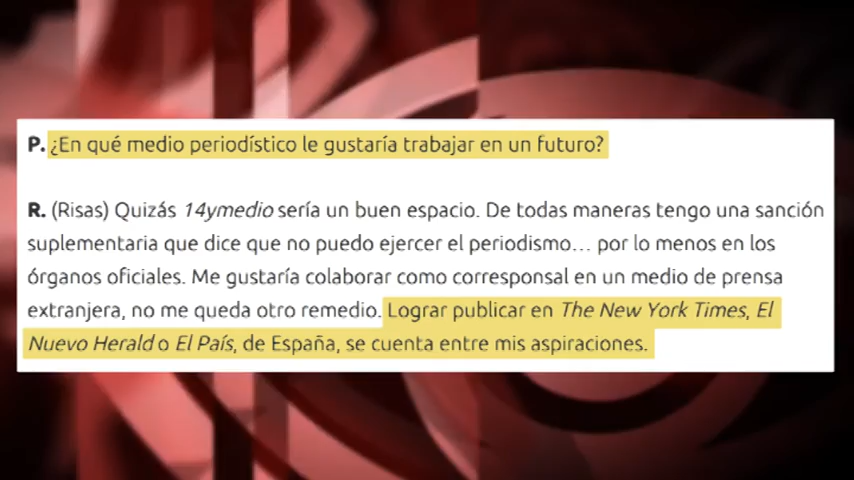 P. ¿En qué medio periodístico le gustaría trabajar en un futuro?
R. (Risas) Quizás 14ymedio sería un buen espacio. De todas maneras tengo una sanción
suplementaria que dice que no puedo ejercer el periodismo... por lo menos en los
órganos oficiales. Me gustaría colaborar como corresponsal en un medio de prensa
extranjera, no me queda otro remedio. Lograr publicar en The New York Times, El
Nuevo Herald o El País, de España, se cuenta entre mis aspiraciones.